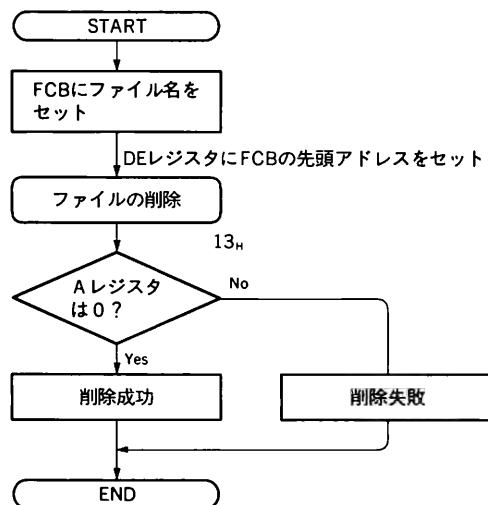 START
FCBにファイル名を
セット
DEレジスタにFCBの先頭アドレスをセット
ファイルの削除
13H
Aレジスタ
は0?
No
Yes
削除成功
削除失敗
END